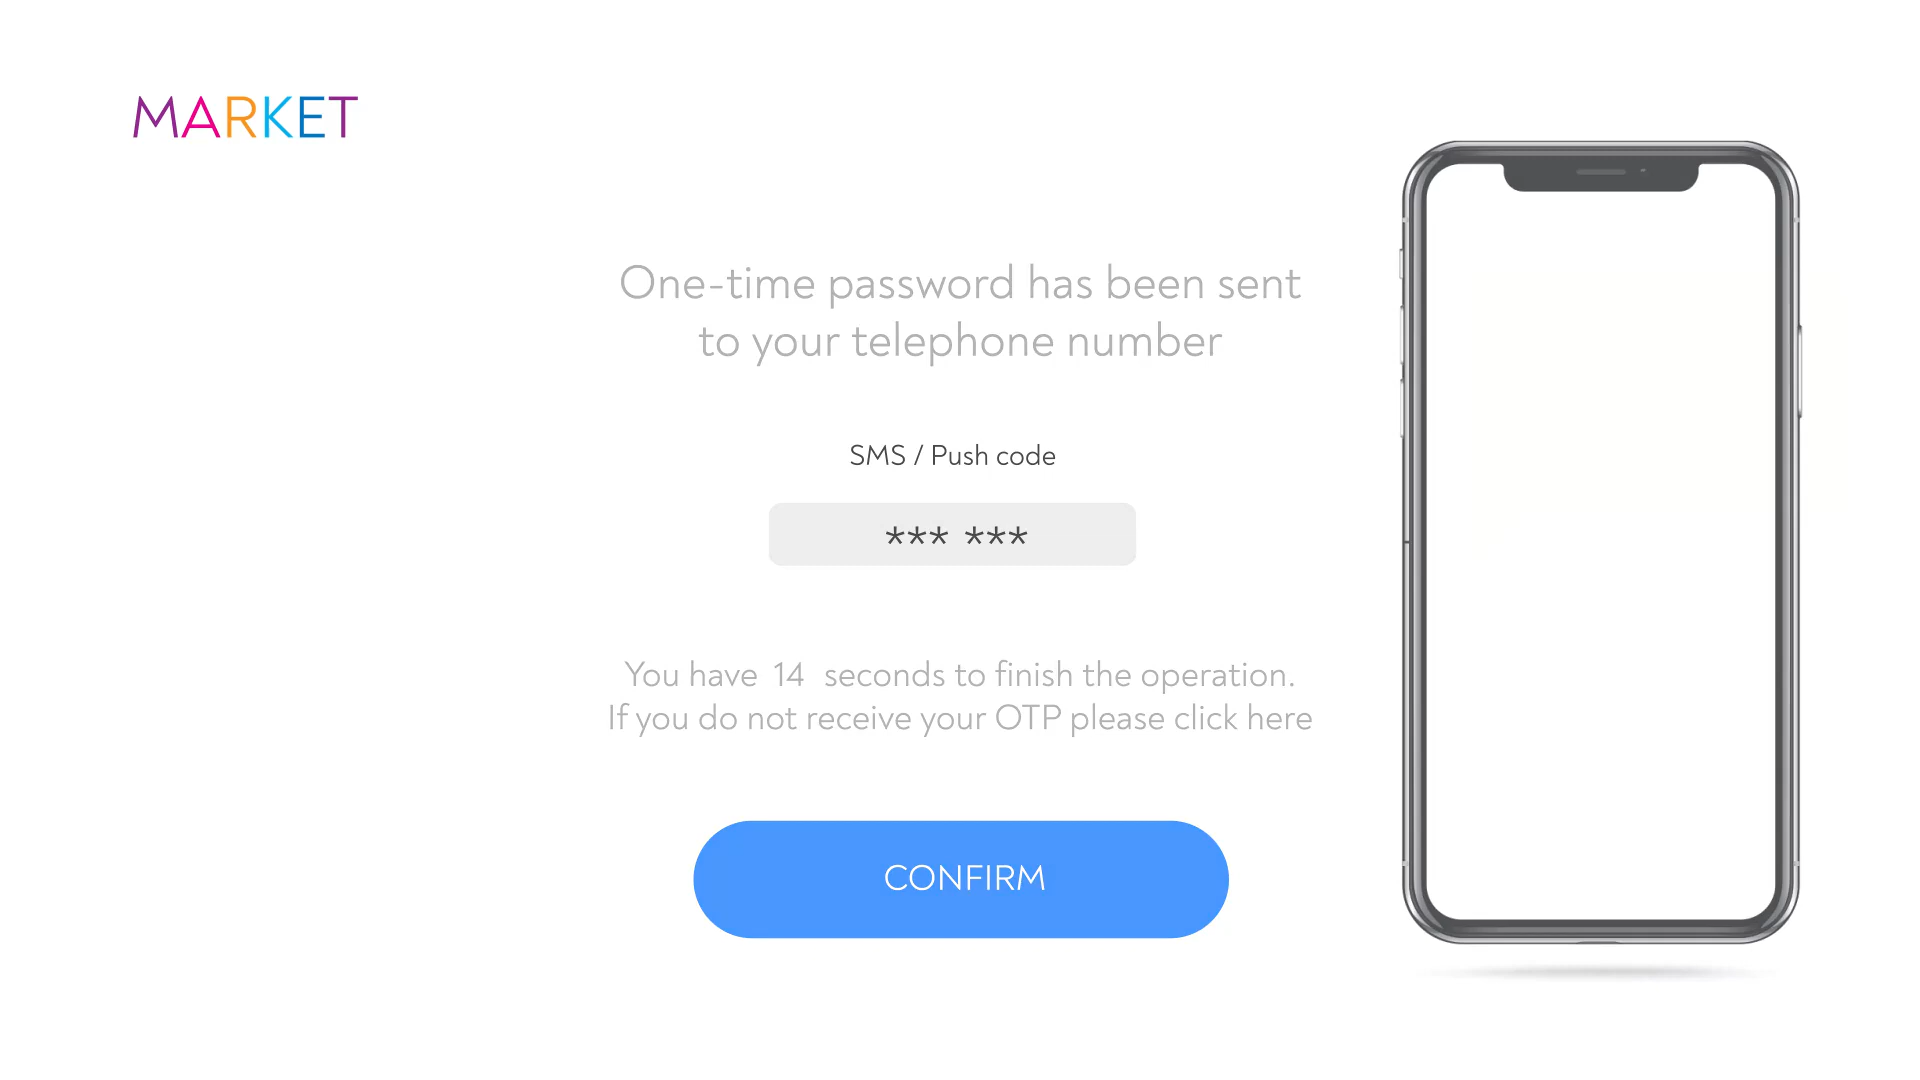 MARKET
One-time password has been sent
to your telephone number
SMS / Push code
*** ***
You have 14 seconds to finish the operation.
If you do not receive your OTP please click here
CONFIRM